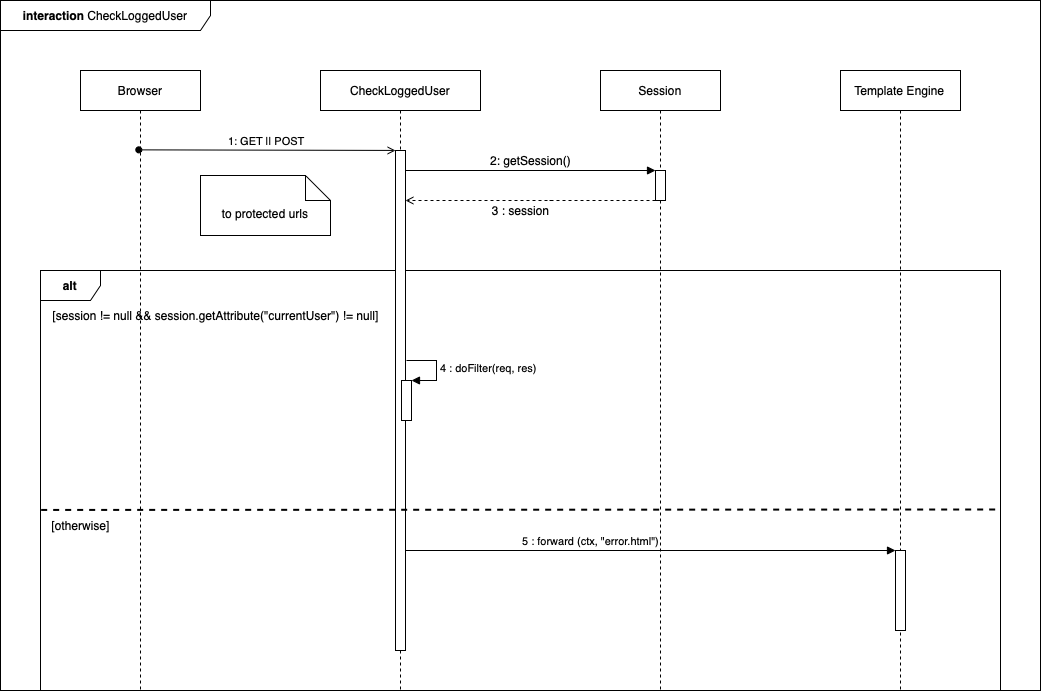 interaction CheckLoggedUser
Browser
CheckLoggedUser
Session
Template Engine
1: GET || POST
2: getSession()
to protected urls
3 : session
alt
[session != null && session.getAttribute("currentUser") != null]
4 : doFilter(req, res)
[otherwise]
5 : forward (ctx, "error.html")